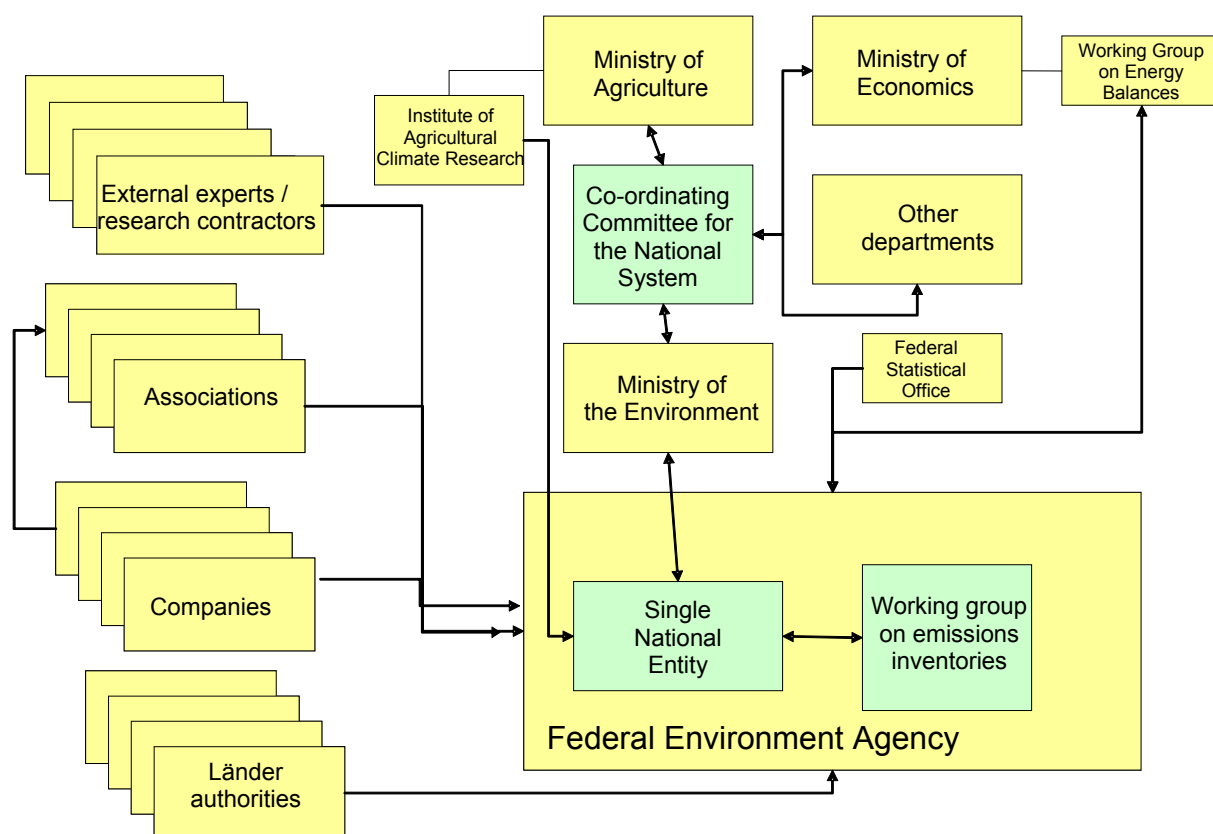 Ministry of
Agriculture
Ministry of
Economics
Working Group
on Energy
Balances
Institute of
Agricultural
Climate Research
External experts /
research contractors
Co-ordinating
Committee for
the National
System
Other
departments
Federal
Statistical
Office
Ministry of
the Environment
Associations
Companies
Single
National
Entity
Working group
on emissions
inventories
Federal Environment Agency
Länder
authorities